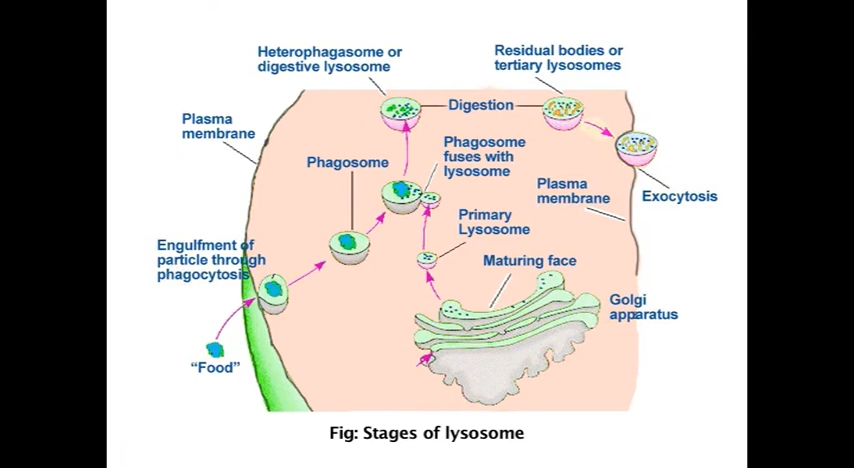 Heterophagasome or
digestive lysosome
Residual bodies or
tertiary lysosomes
Digestion
Plasma
membrane
Phagosome
fuses with
lysosome
Phagosome
Plasma
membrane
Exocytosis
Primary
Lysosome
Engulfment of
particle through
phagocytosis
Maturing face
Golgi
apparatus
"Food"
Fig: Stages of lysosome